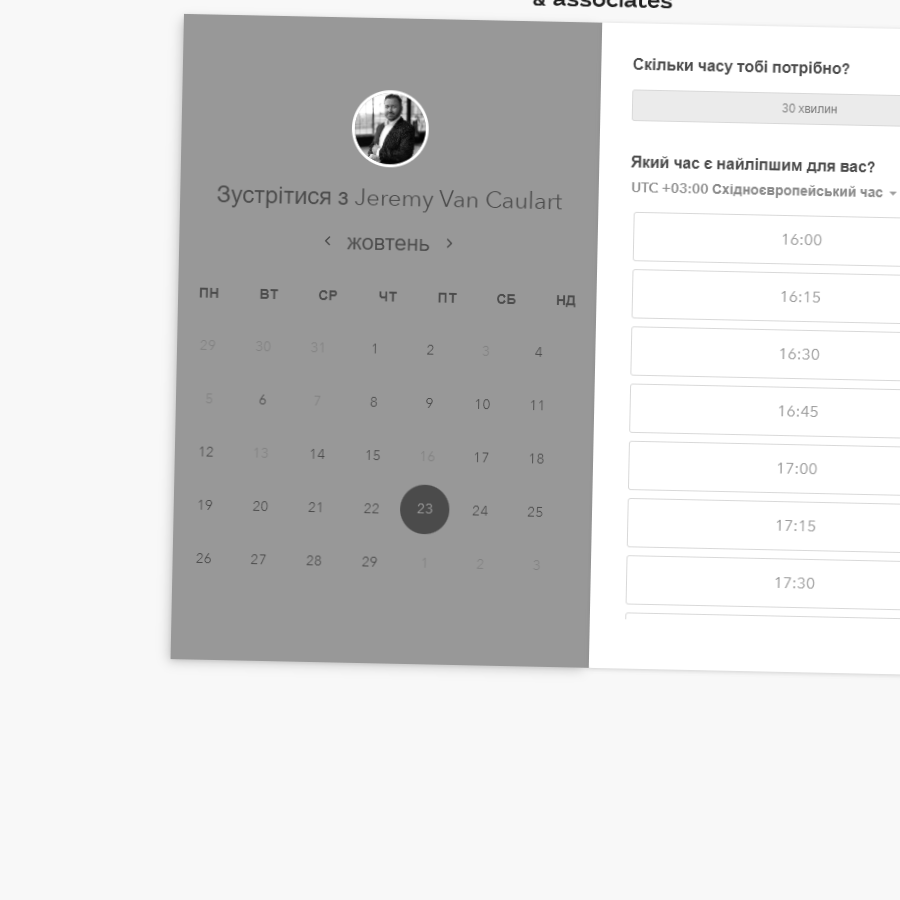 & associates
Зустрітися з Jeremy Van Caulart
жовтень
ПН ВТ СР ЧТ ПТ СБ НД
29 30 31 1 2 3 4
5 6 7 8 9 10 11
12 13 14 15 16 17 18
19 20 21 22 23 24 25
26 27 28 29 1 2 3
Скільки часу тобі потрібно?
30 хвилин
Який час є найліпшим для вас?
UTC +03:00 Східноєвропейський час
16:00
16:15
16:30
16:45
17:00
17:15
17:30